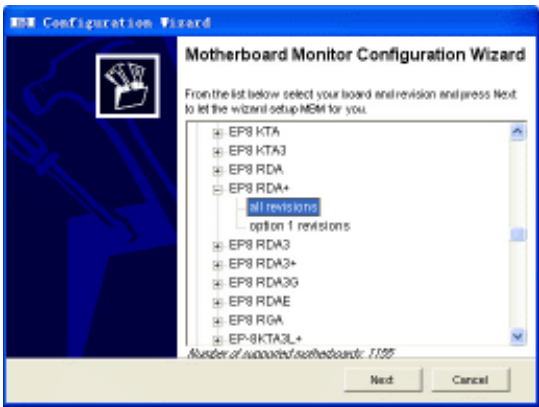 MBM Configuration Wizard
Motherboard Monitor Configuration Wizard
From the list below select your board and revision and press Next
to let the wizard setup MBM for you.
EP8 KTA
EP8 KTA3
EP8 RDA
EP8 RDA+
all revisions
option 1 revisions
EP8 RDA3
EP8 RDA3+
EP8 RDA3G
EP8 RDAE
EP8 RGA
EP-8KTA3L+
Number of supported motherboards: 1155
Next
Cancel